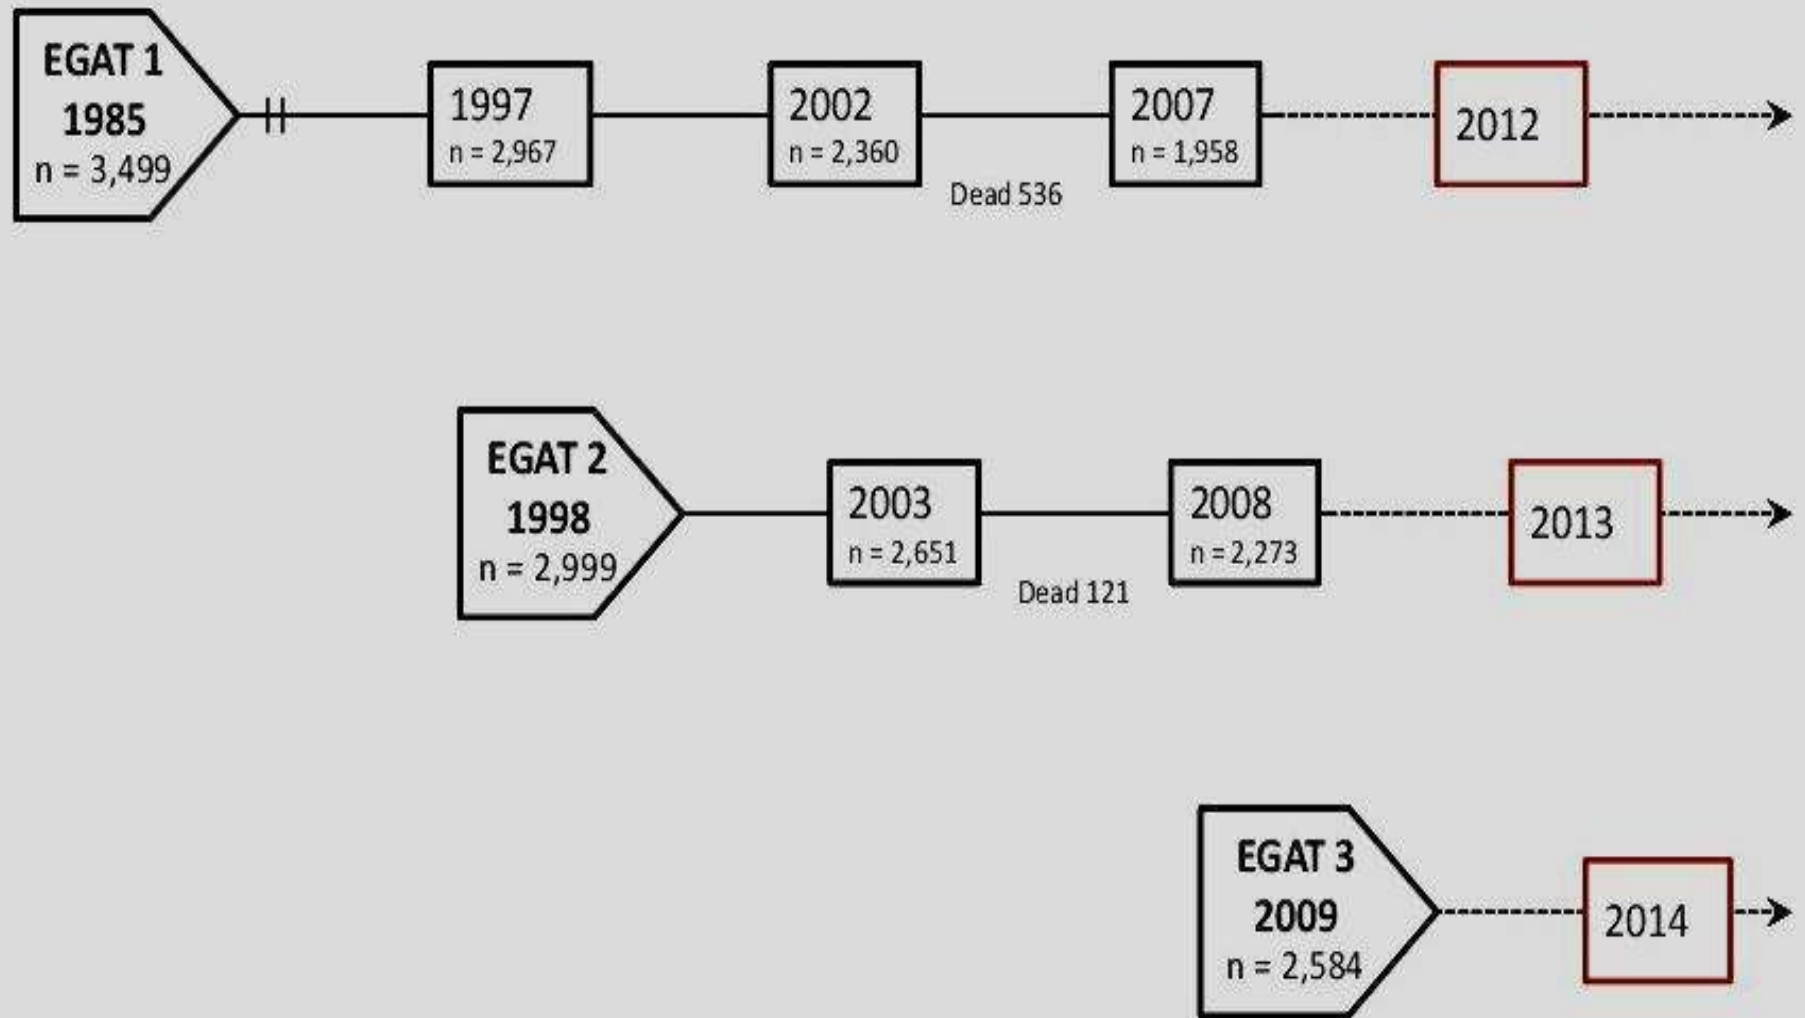 EGAT 1
1985
n = 3,499
1997
n = 2,967
2002
n = 2,360
Dead 536
2007
n = 1,958
2012
EGAT 2
1998
n = 2,999
2003
n = 2,651
Dead 121
2008
n = 2,273
2013
EGAT 3
2009
n = 2,584
2014